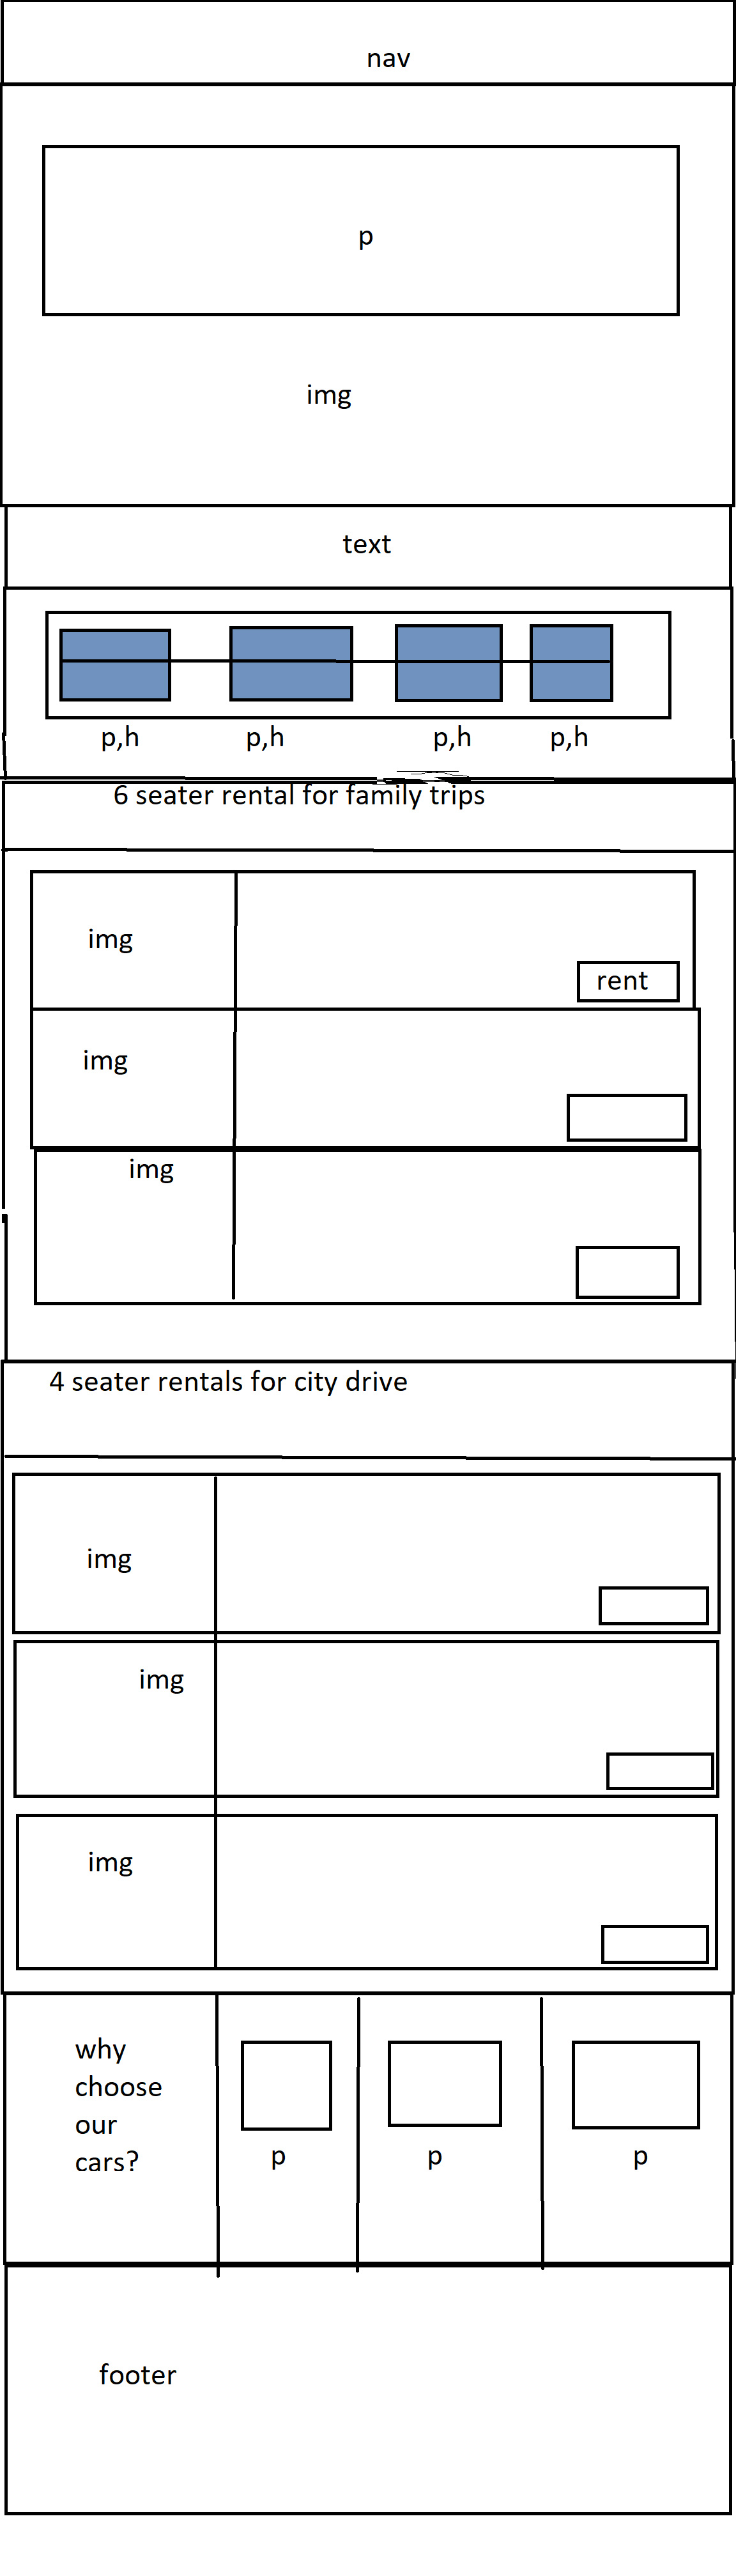 nav
p
img
text
p,h p,h p,h p,h
6 seater rental for family trips
img
rent
img
img
4 seater rentals for city drive
img
img
img
why
choose
our
cars?
p p p
footer